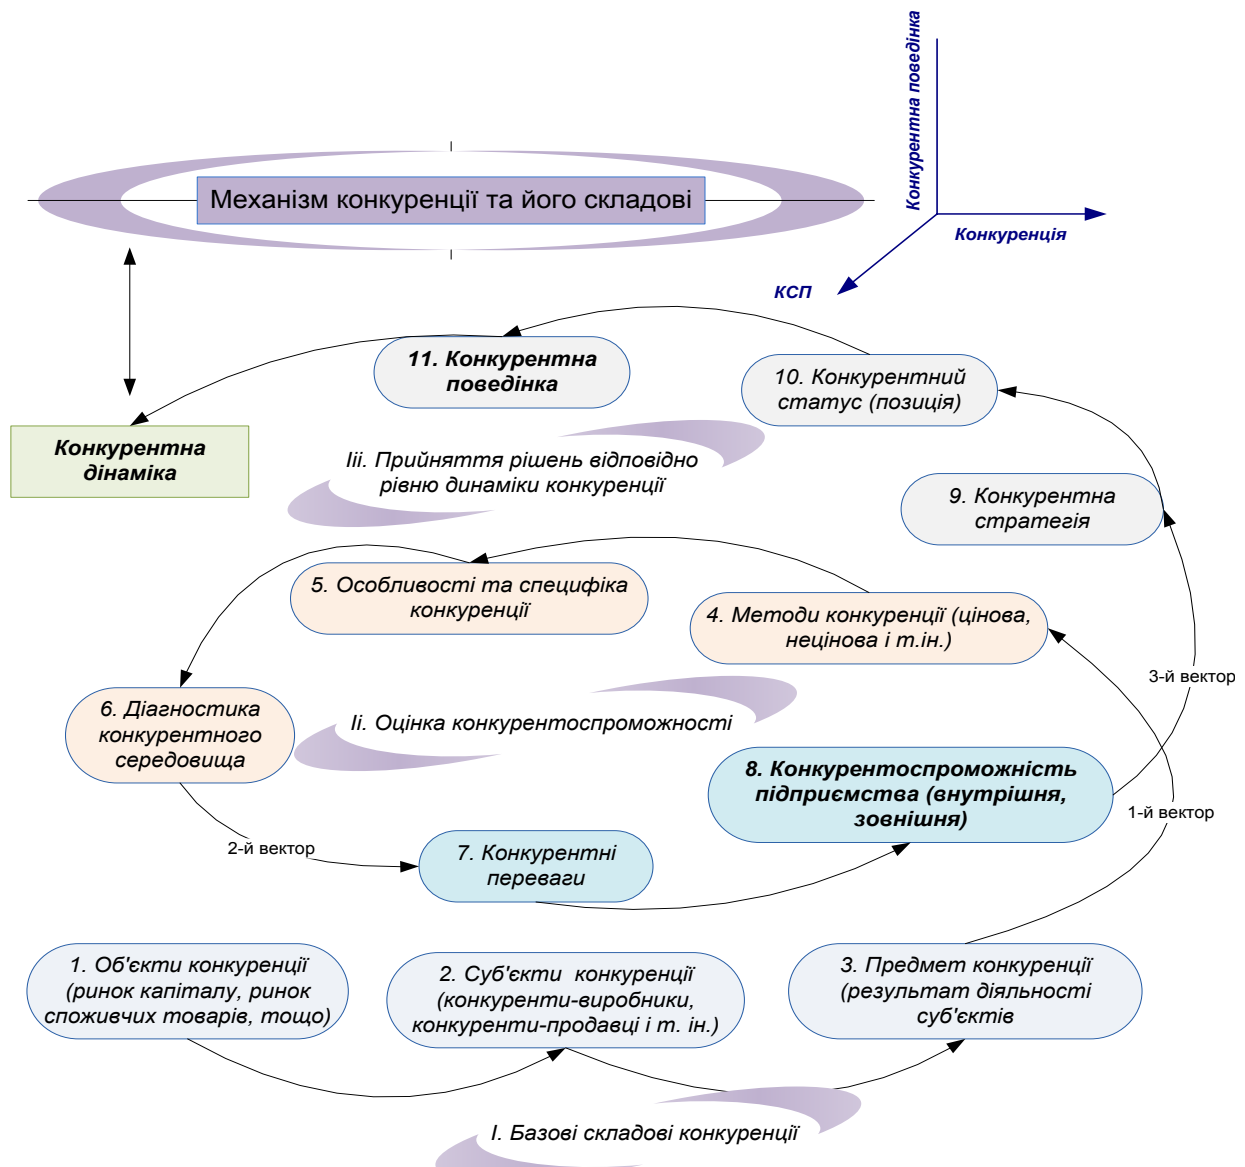 Конкурентна поведінка
Механізм конкуренції та його складові
Конкуренція
КСП
11. Конкурентна
поведінка
10. Конкурентний
статус (позиція)
Конкурентна
дінаміка
Ііі. Прийняття рішень відповідно
рівню динаміки конкуренції
9. Конкурентна
стратегія
5. Особливості та специфіка
конкуренції
4. Методи конкуренції (цінова,
нецінова і т.ін.)
3-й вектор
6. Діагностика
конкурентного
середовища
Іі. Оцінка конкурентоспроможності
8. Конкурентоспроможність
підприємства (внутрішня,
зовнішня)
1-й вектор
2-й вектор
7. Конкурентні
переваги
1. Об'єкти конкуренції
(ринок капіталу, ринок
споживчих товарів, тощо)
2. Суб'єкти конкуренції
(конкуренти-виробники,
конкуренти-продавці і т. ін.)
3. Предмет конкуренції
(результат діяльності
суб'єктів
І. Базові складові конкуренції